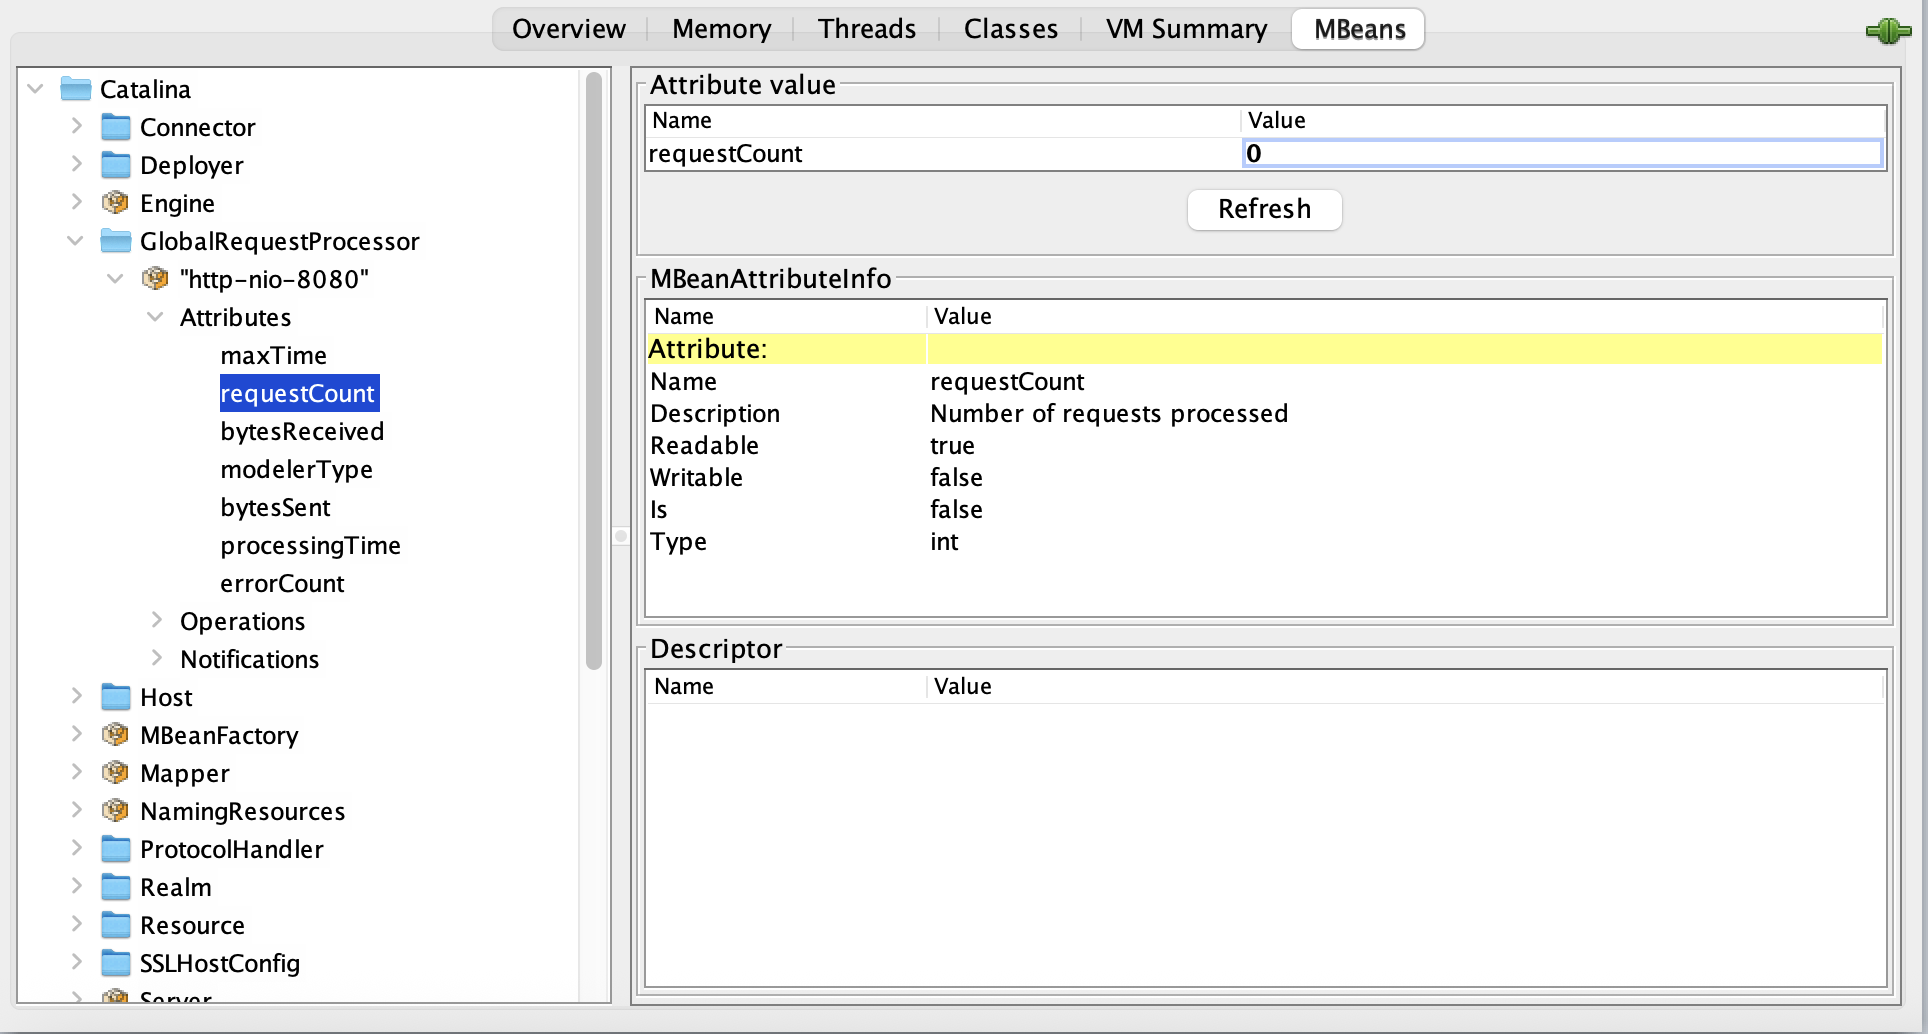 Overview Memory Threads Classes VM Summary MBeans
Catalina
Connector
Deployer
Engine
GlobalRequestProcessor
"http-nio-8080"
Attributes
maxTime
requestCount
bytesReceived
modelerType
bytesSent
processingTime
errorCount
Operations
Notifications
Host
MBeanFactory
Mapper
NamingResources
ProtocolHandler
Realm
Resource
SSLHostConfig
Server
Attribute value
Name Value
requestCount 0
Refresh
MBeanAttributeInfo
Name Value
Attribute:
Name requestCount
Description Number of requests processed
Readable true
Writable false
Is false
Type int
Descriptor
Name Value